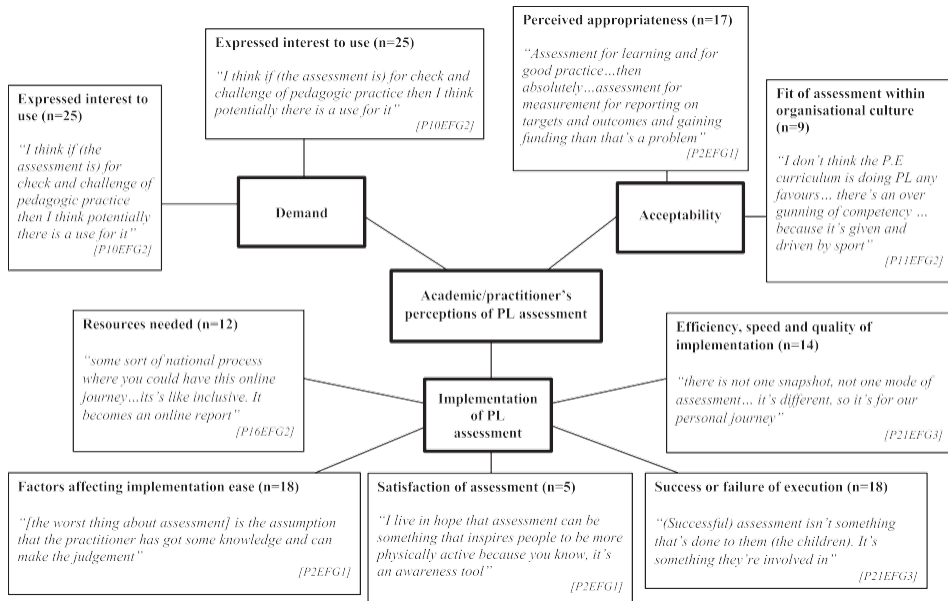 Expressed interest to
use (n=25)
“I think if (the
assessment is) for
check and challenge of
pedagogic practice
then I think potentially
there is a use for it”
[P10EFG2]
Expressed interest to use (n=25)
“I think if (the assessment is) for check and
challenge of pedagogic practice then I think
potentially there is a use for it”
[P10EFG2]
Perceived appropriateness (n=17)
“Assessment for learning and for
good practice…then
absolutely…assessment for
measurement for reporting on
targets and outcomes and gaining
funding than that’s a problem”
[P2EFG1]
Fit of assessment within
organisational culture
(n=9)
“I don’t think the P.E
curriculum is doing PL any
favours… there’s an over
gunning of competency …
because it’s given and
driven by sport”
[P11EFG2]
Demand
Acceptability
Academic/practitioner’s
perceptions of PL assessment
Resources needed (n=12)
“some sort of national process
where you could have this online
journey…its’s like inclusive. It
becomes an online report”
[P16EFG2]
Implementation
of PL
assessment
Efficiency, speed and quality of
implementation (n=14)
“there is not one snapshot, not one mode of
assessment… it’s different, so it’s for our
personal journey”
[P21EFG3]
Factors affecting implementation ease (n=18)
“[the worst thing about assessment] is the assumption
that the practitioner has got some knowledge and can
make the judgement”
[P2EFG1]
Satisfaction of assessment (n=5)
“I live in hope that assessment can be
something that inspires people to be more
physically active because you know, it’s
an awareness tool”
[P2EFG1]
Success or failure of execution (n=18)
“(Successful) assessment isn’t something
that’s done to them (the children). It’s
something they’re involved in”
[P21EFG3]